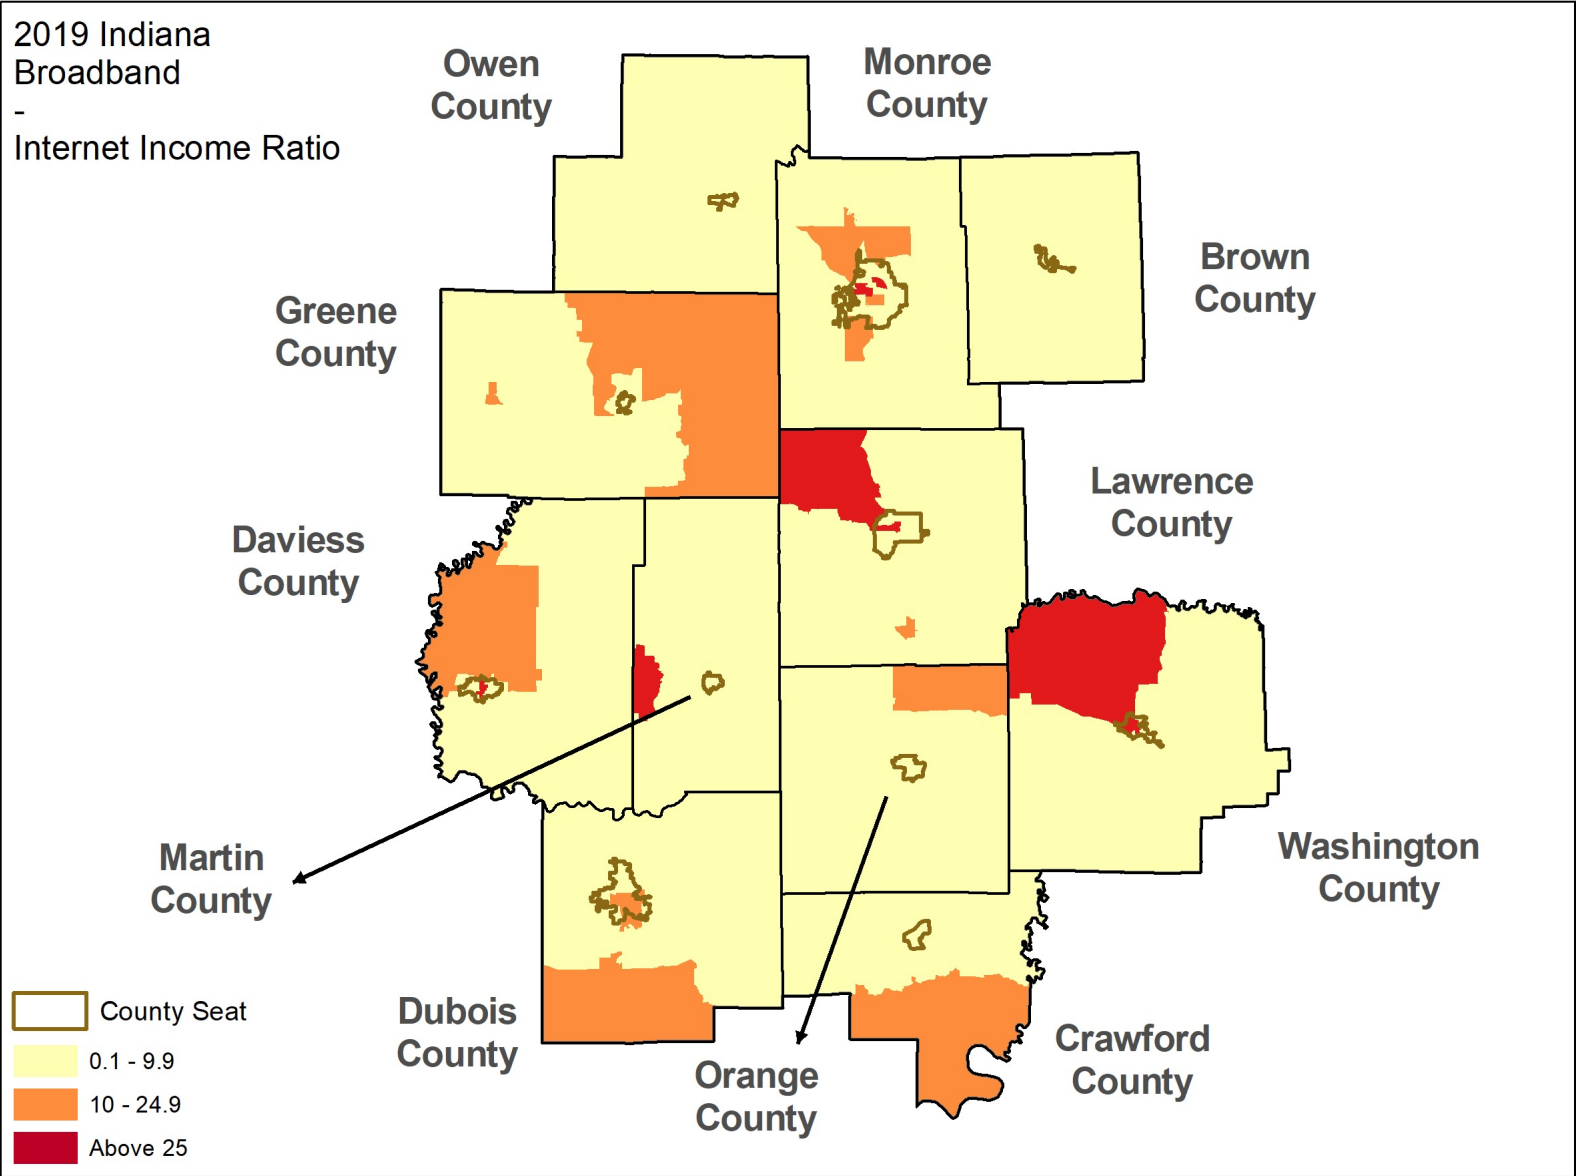 2019 Indiana
Broadband
-
Internet Income Ratio
Owen
County
Monroe
County
Brown
County
Greene
County
Lawrence
County
Daviess
County
Martin
County
Washington
County
Dubois
County
Orange
County
Crawford
County
County Seat
0.1 - 9.9
10 - 24.9
Above 25